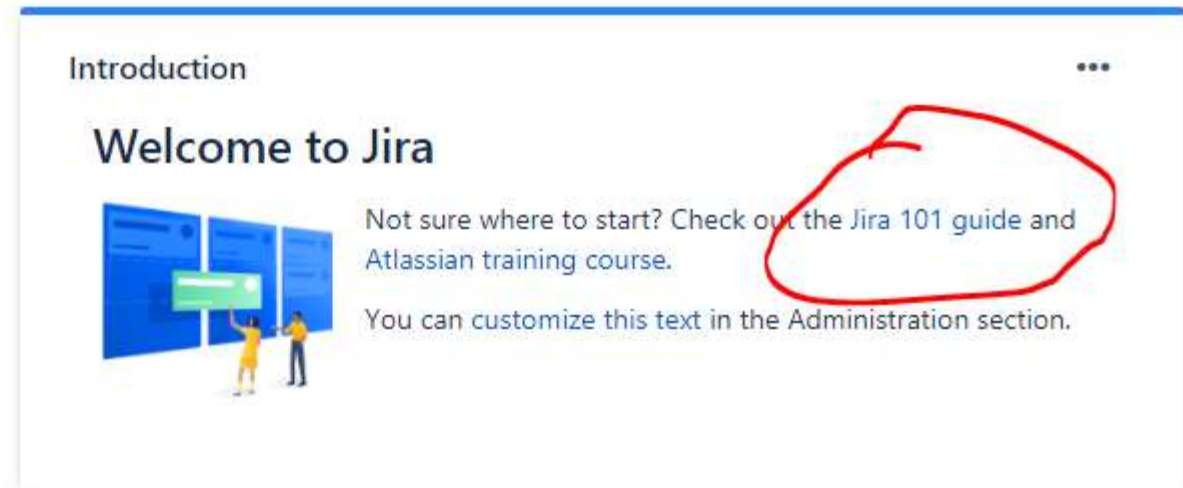 Introduction
Welcome to Jira
Not sure where to start? Check out the Jira 101 guide and
Atlassian training course.
You can customize this text in the Administration section.